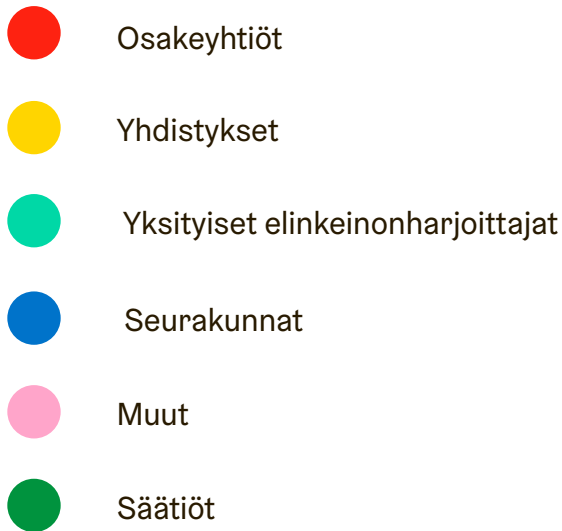 Osakeyhtiöt
Yhdistykset
Yksityiset elinkeinonharjoittajat
Seurakunnat
Muut
Säätiöt